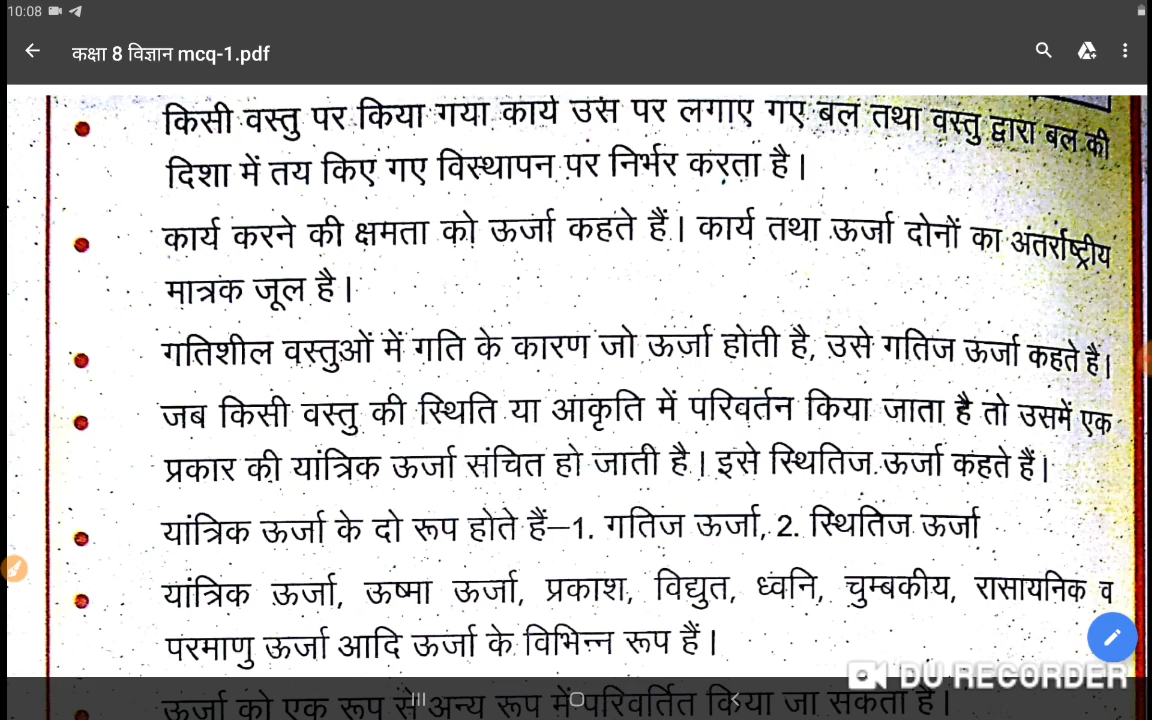 10:08
कक्षा 8 विज्ञान mcq-1.pdf
किसी वस्तु पर किया गया कार्य उस पर लगाए गए बल तथा वस्तु द्वारा बल की
दिशा में तय किए गए विस्थापन पर निर्भर करता है।
कार्य करने की क्षमता को ऊर्जा कहते हैं। कार्य तथा ऊर्जा दोनों का अंतर्राष्ट्रीय
मात्रक जूल है।
गतिशील वस्तुओं में गति के कारण जो ऊर्जा होती है, उसे गतिज ऊर्जा कहते हैं।
जब किसी वस्तु की स्थिति या आकृति में परिवर्तन किया जाता है तो उसमें एक
प्रकार की यांत्रिक ऊर्जा संचित हो जाती है। इसे स्थितिज ऊर्जा कहते हैं।
यांत्रिक ऊर्जा के दो रूप होते हैं–1. गतिज ऊर्जा, 2. स्थितिज ऊर्जा
यांत्रिक ऊर्जा, ऊष्मा ऊर्जा, प्रकाश, विद्युत, ध्वनि, चुम्बकीय, रासायनिक व
परमाणु ऊर्जा आदि ऊर्जा के विभिन्न रूप हैं।
DU RECORDER
ऊर्जा को एक रूप से अन्य रूप में परिवर्तित किया जा सकता है।